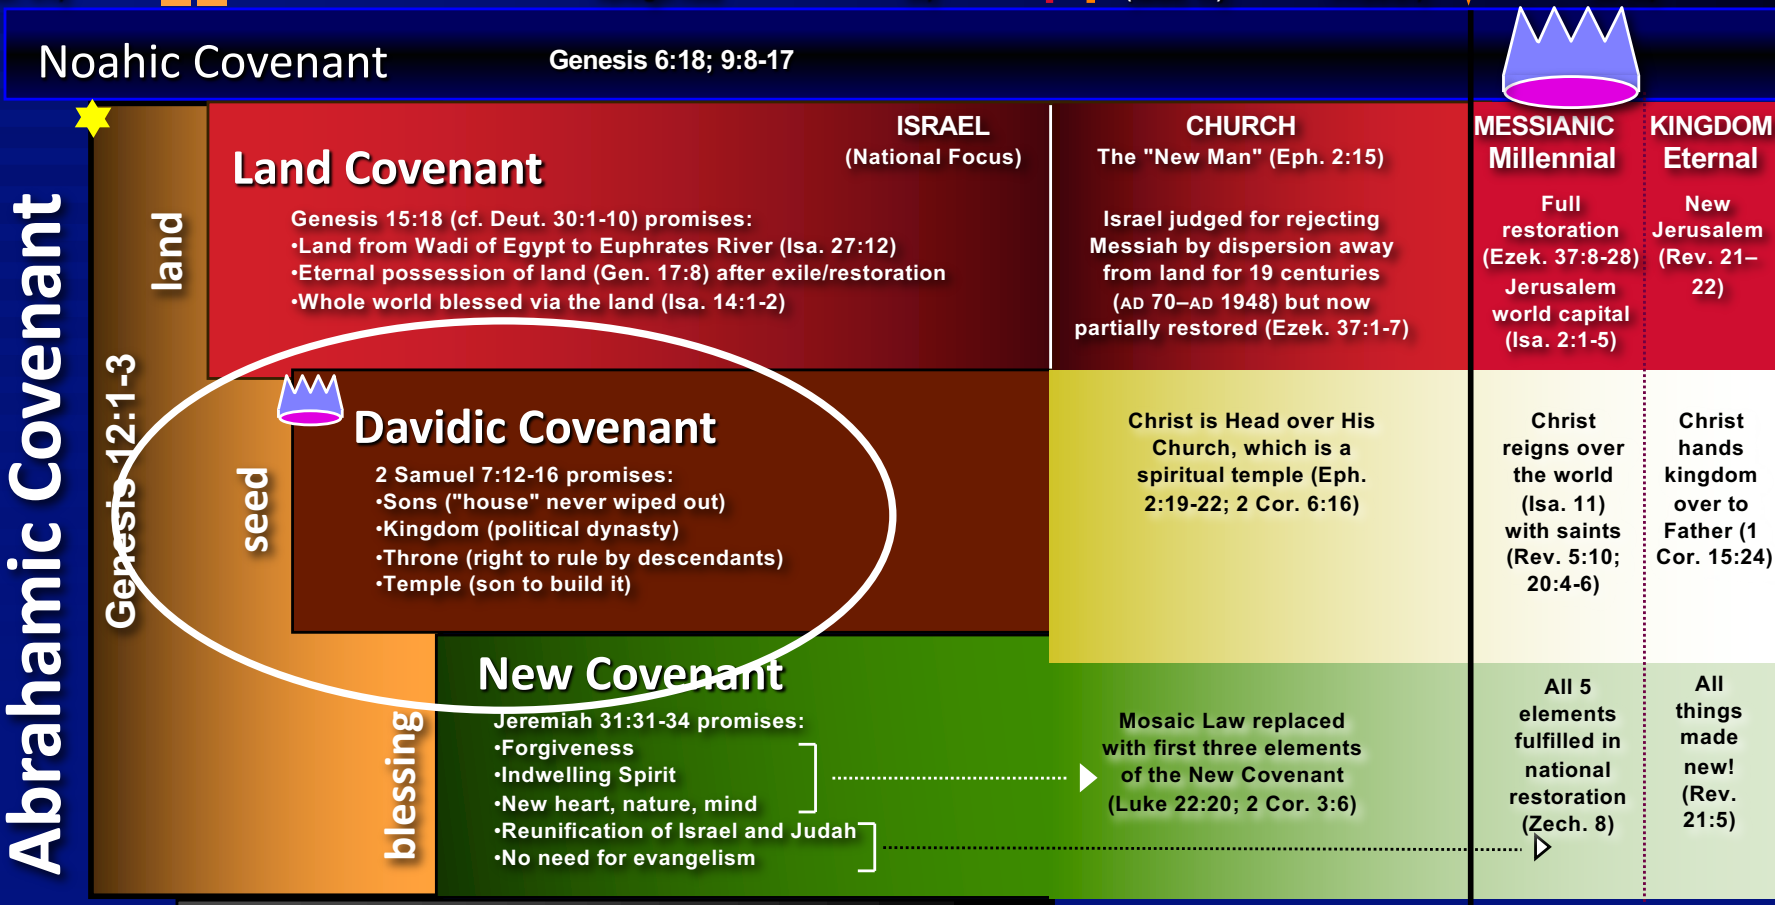 Noahic Covenant
Genesis 6:18; 9:8-17
Abrahamic Covenant
Genesis 12:1-3
land
seed
blessing
Land Covenant
Genesis 15:18 (cf. Deut. 30:1-10) promises:
•Land from Wadi of Egypt to Euphrates River (Isa. 27:12)
•Eternal possession of land (Gen. 17:8) after exile/restoration
•Whole world blessed via the land (Isa. 14:1-2)
ISRAEL
(National Focus)
CHURCH
The "New Man" (Eph. 2:15)
Israel judged for rejecting
Messiah by dispersion away
from land for 19 centuries
(AD 70–AD 1948) but now
partially restored (Ezek. 37:1-7)
MESSIANIC
Millennial
Full
restoration
(Ezek. 37:8-28)
Jerusalem
world capital
(Isa. 2:1-5)
KINGDOM
Eternal
New
Jerusalem
(Rev. 21–
22)
Davidic Covenant
2 Samuel 7:12-16 promises:
•Sons ("house" never wiped out)
•Kingdom (political dynasty)
•Throne (right to rule by descendants)
•Temple (son to build it)
Christ is Head over His
Church, which is a
spiritual temple (Eph.
2:19-22; 2 Cor. 6:16)
Christ
reigns over
the world
(Isa. 11)
with saints
(Rev. 5:10;
20:4-6)
Christ
hands
kingdom
over to
Father (1
Cor. 15:24)
New Covenant
Jeremiah 31:31-34 promises:
•Forgiveness
•Indwelling Spirit
•New heart, nature, mind
•Reunification of Israel and Judah
•No need for evangelism
Mosaic Law replaced
with first three elements
of the New Covenant
(Luke 22:20; 2 Cor. 3:6)
All 5
elements
fulfilled in
national
restoration
(Zech. 8)
All
things
made
new!
(Rev.
21:5)